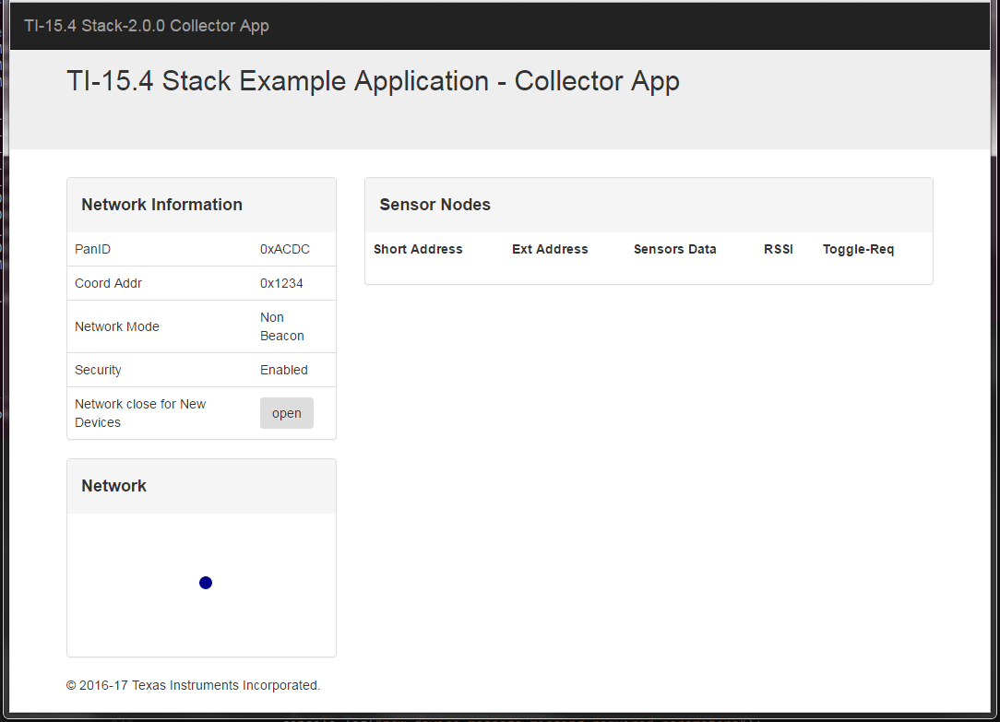 TI-15.4 Stack-2.0.0 Collector App
TI-15.4 Stack Example Application - Collector App
Network Information
PanID 0xACDC
Coord Addr 0x1234
Network Mode Non
Beacon
Security Enabled
Network close for New
Devices
open
Network
Sensor Nodes
Short Address Ext Address Sensors Data RSSI Toggle-Req
© 2016-17 Texas Instruments Incorporated.